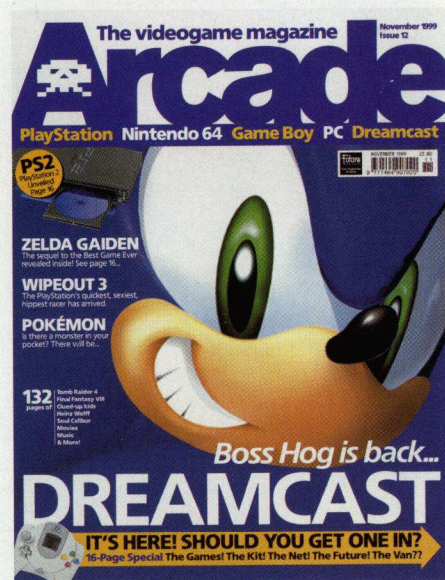 The videogame magazine
November 1999
Issue 12
Arcade
PlayStation Nintendo 64 Game Boy PC Dreamcast
PS2
PlayStation 2
Unveiled
Page 16
future
NOVEMBER 1999 £2.80
ZELDA GAIDEN
The sequel to the Best Game Ever
revealed inside! See page 16...
WIPEOUT 3
The PlayStation's quickest, sexiest,
hippest racer has arrived.
POKÉMON
Is there a monster in your
pocket? There will be...
132
pages of
Tomb Raider 4
Final Fantasy VIII
Clued-up kids
Heinz Wolff
Soul Calibur
Movies
Music
& More!
Boss Hog is back...
DREAMCAST
IT'S HERE! SHOULD YOU GET ONE IN?
16-Page Special The Games! The Kit! The Net! The Future! The Van??